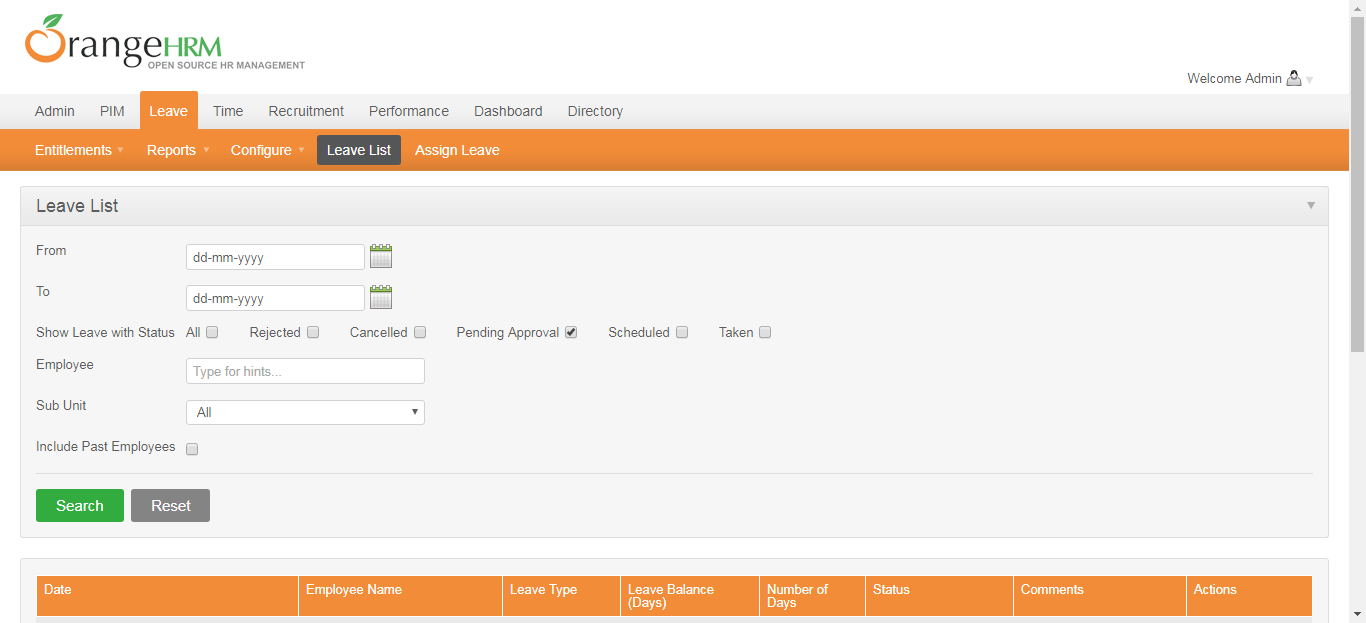 OrangeHRM
OPEN SOURCE HR MANAGEMENT
Welcome Admin
Admin PIM Leave Time Recruitment Performance Dashboard Directory
Entitlements Reports Configure Leave List Assign Leave
Leave List
From
dd-mm-yyyy
To
dd-mm-yyyy
Show Leave with Status All Rejected Cancelled Pending Approval Scheduled Taken
Employee
Type for hints...
Sub Unit
All
Include Past Employees
Search Reset
Date Employee Name Leave Type Leave Balance (Days) Number of Days Status Comments Actions